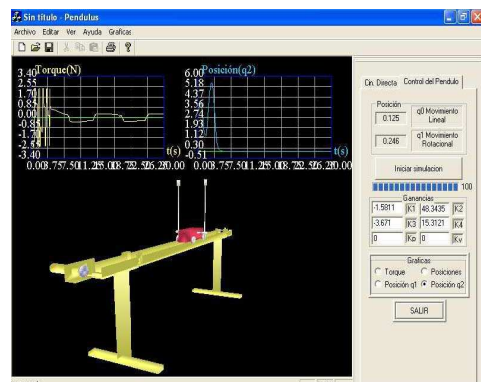 Sin título - Pendulus
Archivo Editar Ver Ayuda Graficas
Torque(N)
3.40
2.55
1.70
0.85
0.00
-0.85
-1.70
-2.55
-3.40
t(s)
Posición(q2)
6.00
5.18
4.37
3.56
2.74
1.93
1.12
0.30
-0.51
t(s)
Cin. Directa
Control del Pendulo
Posición
0.125
q0 Movimiento
Lineal
0.246
q1 Movimiento
Rotacional
Iniciar simulacion
100
Ganancias
-1.5811 K1 48.3435 K2
-3.671 K3 15.3121 K4
0 Kp 0 Kv
Graficas
Torque Posiciones
Posición q1 Posición q2
SALIR